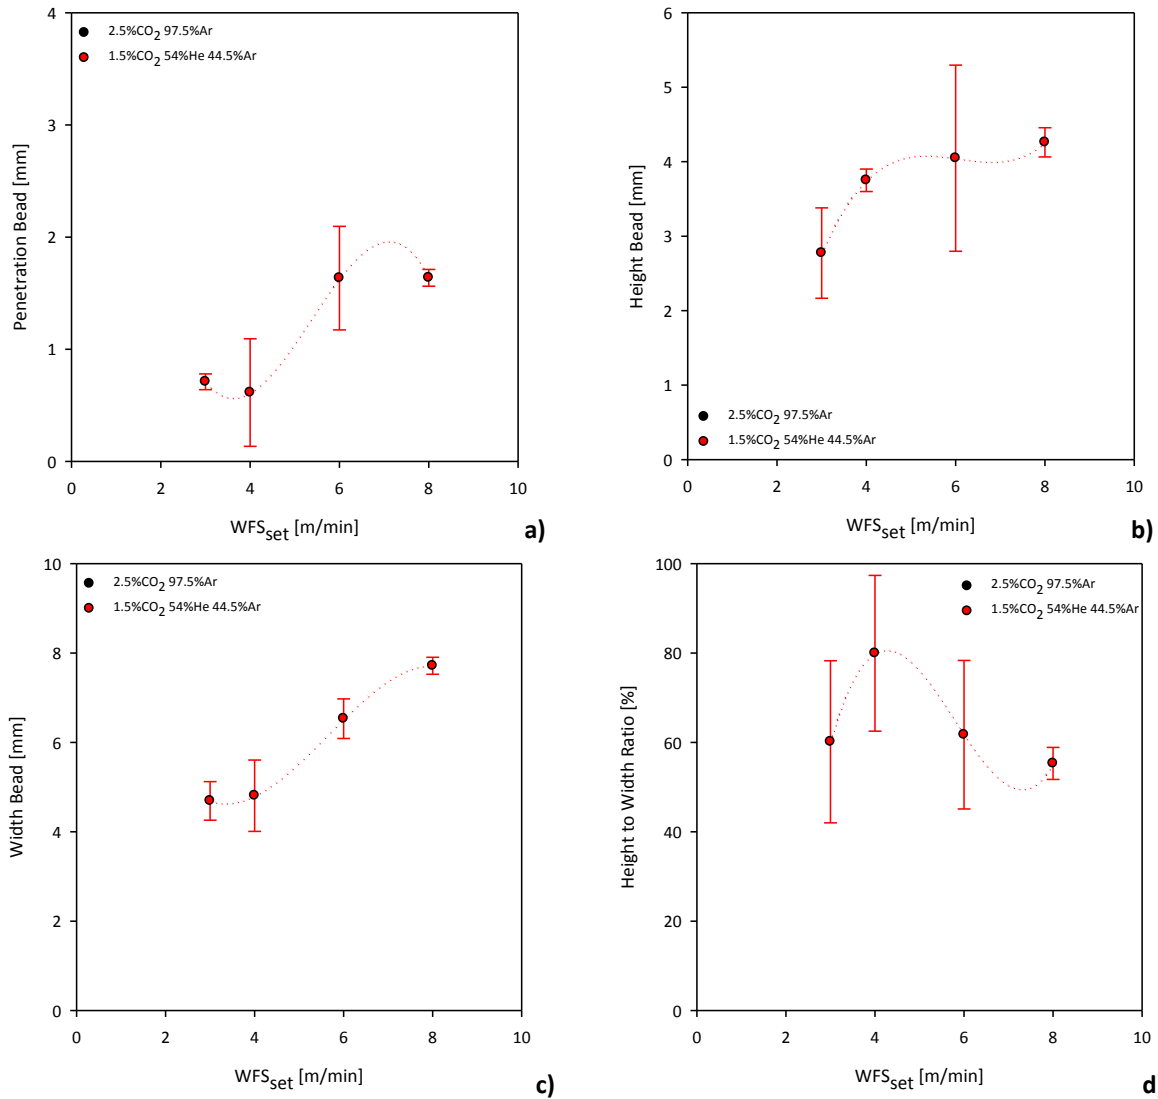 4
3
2
1
0
Penetration Bead [mm]
2.5%CO2 97.5%Ar
1.5%CO2 54%He 44.5%Ar
0 2 4 6 8 10
WFSset [m/min]
a)
6
5
4
3
2
1
0
Height Bead [mm]
2.5%CO2 97.5%Ar
1.5%CO2 54%He 44.5%Ar
0 2 4 6 8 10
WFSset [m/min]
b)
10
8
6
4
2
0
Width Bead [mm]
2.5%CO2 97.5%Ar
1.5%CO2 54%He 44.5%Ar
0 2 4 6 8 10
WFSset [m/min]
c)
100
80
60
40
20
0
Height to Width Ratio [%]
2.5%CO2 97.5%Ar
1.5%CO2 54%He 44.5%Ar
0 2 4 6 8 10
WFSset [m/min]
d